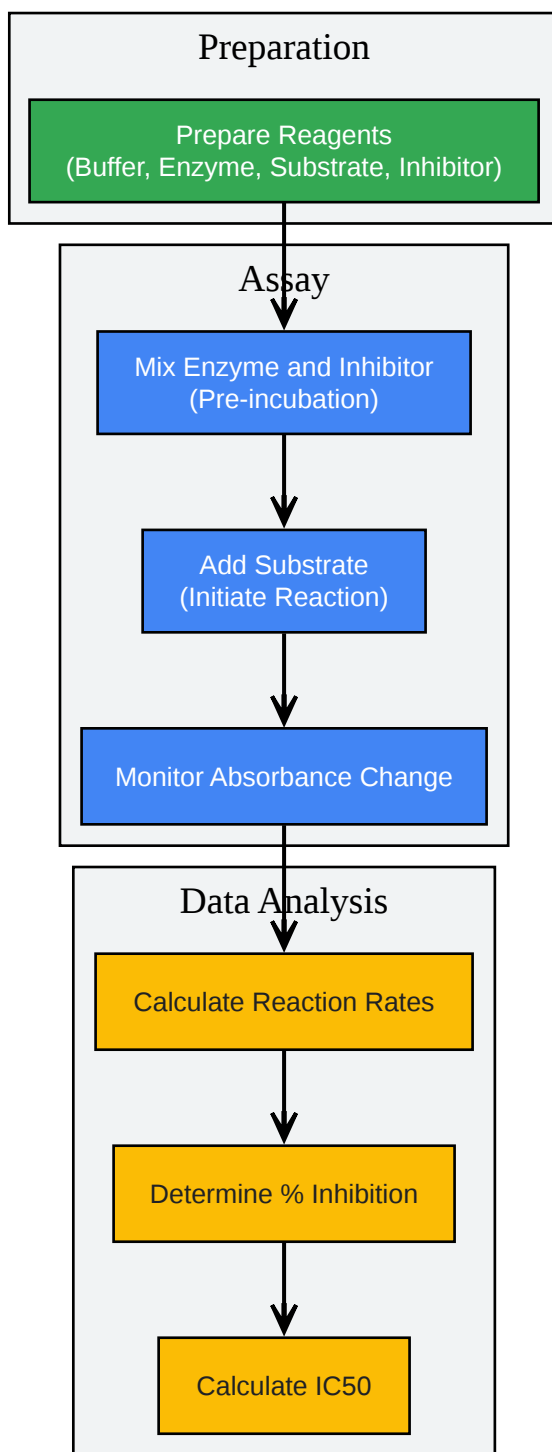 Preparation
Prepare Reagents
(Buffer, Enzyme, Substrate, Inhibitor)
Assay
Mix Enzyme and Inhibitor
(Pre-incubation)
Add Substrate
(Initiate Reaction)
Monitor Absorbance Change
Data Analysis
Calculate Reaction Rates
Determine % Inhibition
Calculate IC50